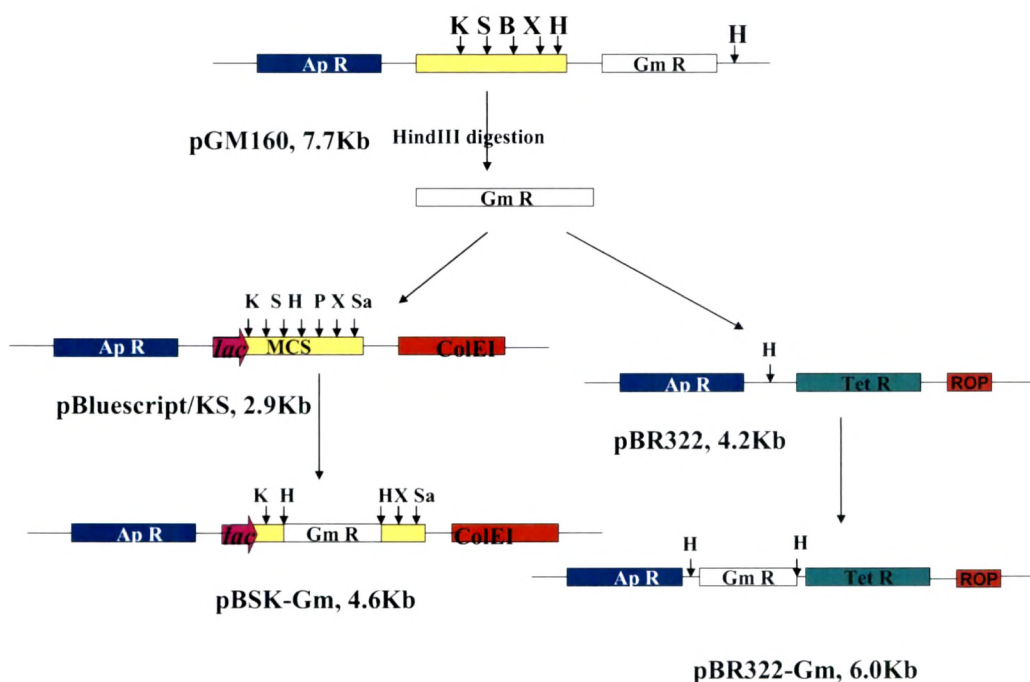 K S B X H
H
Ap R
Gm R
pGM160, 7.7Kb
HindIII digestion
Gm R
K S H P X Sa
Ap R
lac
MCS
ColEI
pBluescript/KS, 2.9Kb
H
Ap R
Tet R
ROP
pBR322, 4.2Kb
K H
H X Sa
Ap R
lac
Gm R
ColEI
pBSK-Gm, 4.6Kb
H
H
Ap R
Gm R
Tet R
ROP
pBR322-Gm, 6.0Kb